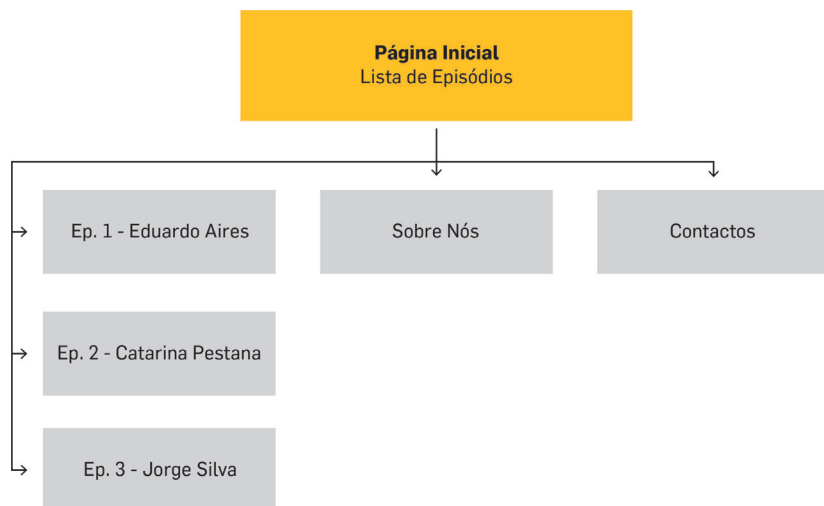 Página Inicial
Lista de Episódios
Ep. 1 - Eduardo Aires
Sobre Nós
Contactos
Ep. 2 - Catarina Pestana
Ep. 3 - Jorge Silva